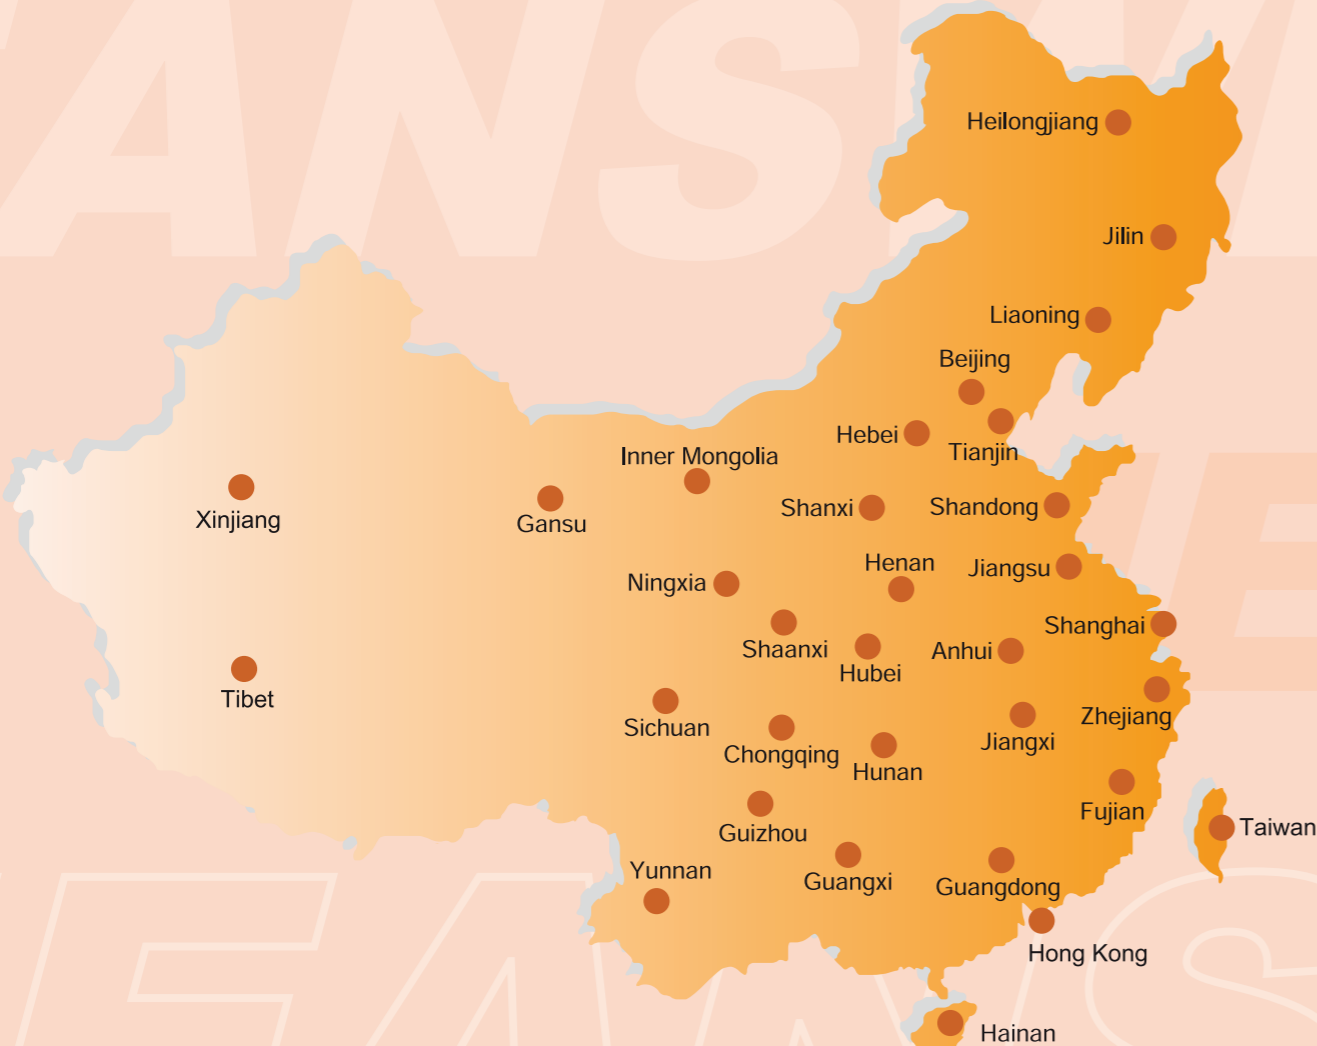 Heilongjiang
Jilin
Liaoning
Beijing
Hebei
Tianjin
Inner Mongolia
Xinjiang
Gansu
Shanxi
Shandong
Henan
Jiangsu
Ningxia
Shaanxi
Hubei
Anhui
Shanghai
Tibet
Sichuan
Chongqing
Hunan
Jiangxi
Zhejiang
Guizhou
Fujian
Taiwan
Yunnan
Guangxi
Guangdong
Hong Kong
Hainan